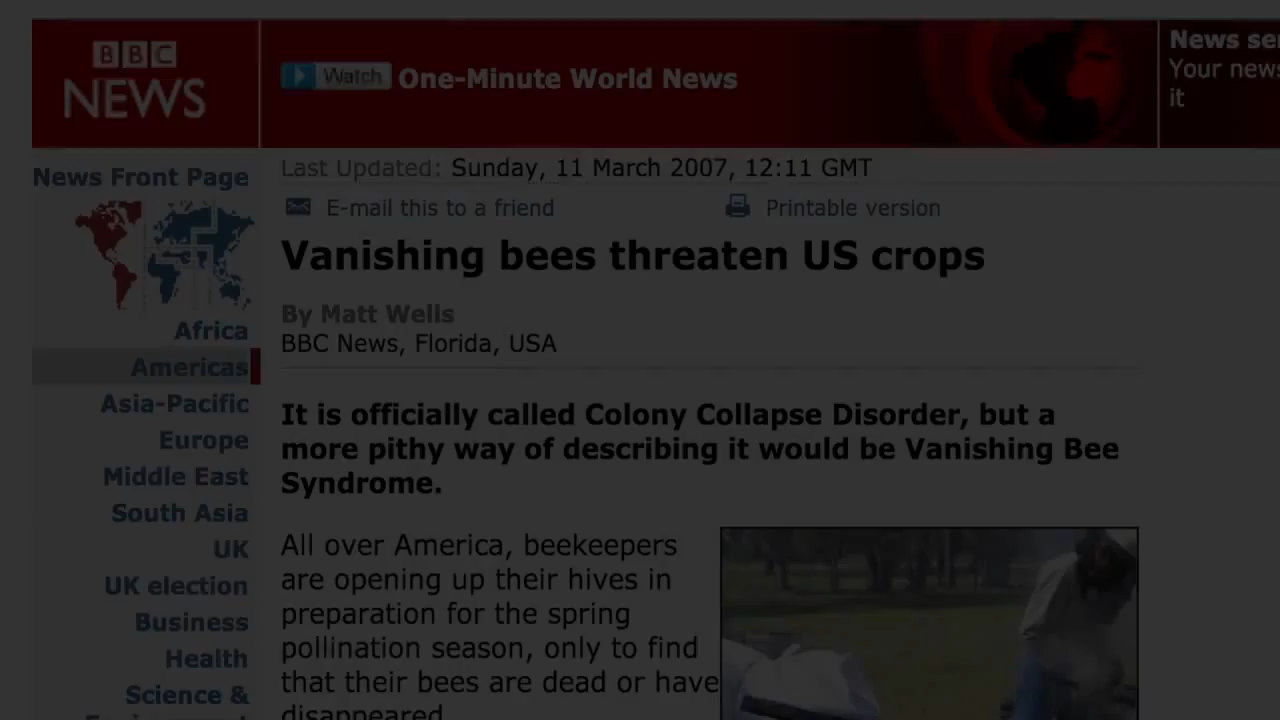 BBC
NEWS
Watch One-Minute World News
News se
Your news
it
Last Updated: Sunday, 11 March 2007, 12:11 GMT
E-mail this to a friend
Printable version
News Front Page
Africa
Americas
Asia-Pacific
Europe
Middle East
South Asia
UK
UK election
Business
Health
Science &
Environment
Vanishing bees threaten US crops
By Matt Wells
BBC News, Florida, USA
It is officially called Colony Collapse Disorder, but a
more pithy way of describing it would be Vanishing Bee
Syndrome.
All over America, beekeepers
are opening up their hives in
preparation for the spring
pollination season, only to find
that their bees are dead or have
disappeared